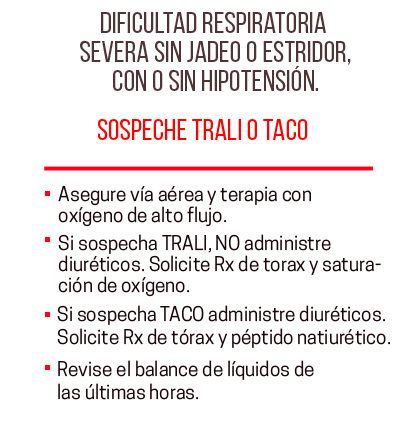 DIFICULTAD RESPIRATORIA
SEVERA SIN JADEO O ESTRIDOR,
CON O SIN HIPOTENSIÓN.
SOSPECHE TRALI O TACO
▪ Asegure vía aérea y terapia con
oxígeno de alto flujo.
▪ Si sospecha TRALI, NO administre
diuréticos. Solicite Rx de torax y satura-
ción de oxígeno.
▪ Si sospecha TACO administre diuréticos.
Solicite Rx de tórax y péptido natiurético.
▪ Revise el balance de líquidos de
las últimas horas.